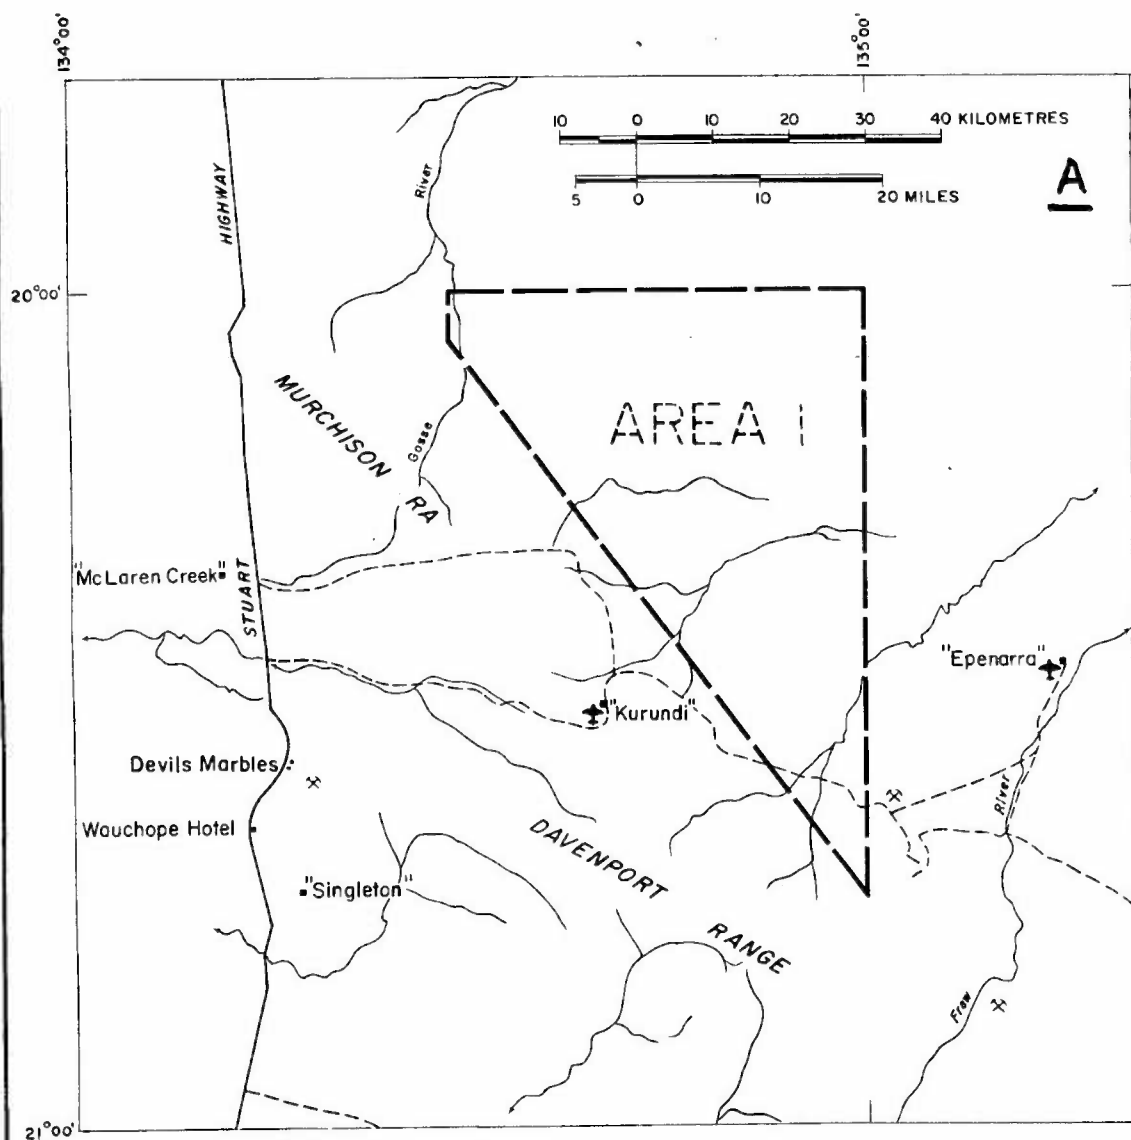 134°00'
135°00'
10 0 10 20 30 40 KILOMETRES
5 0 10 20 MILES
A
HIGHWAY
River
20°00'
MURCHISON
RA
Gosse
AREA 1
"McLaren Creek"
STUART
"Epenarra"
"Kurundi"
Devils Marbles
Wauchope Hotel
River
DAVENPORT
RANGE
"Singleton"
Frew
21°00'